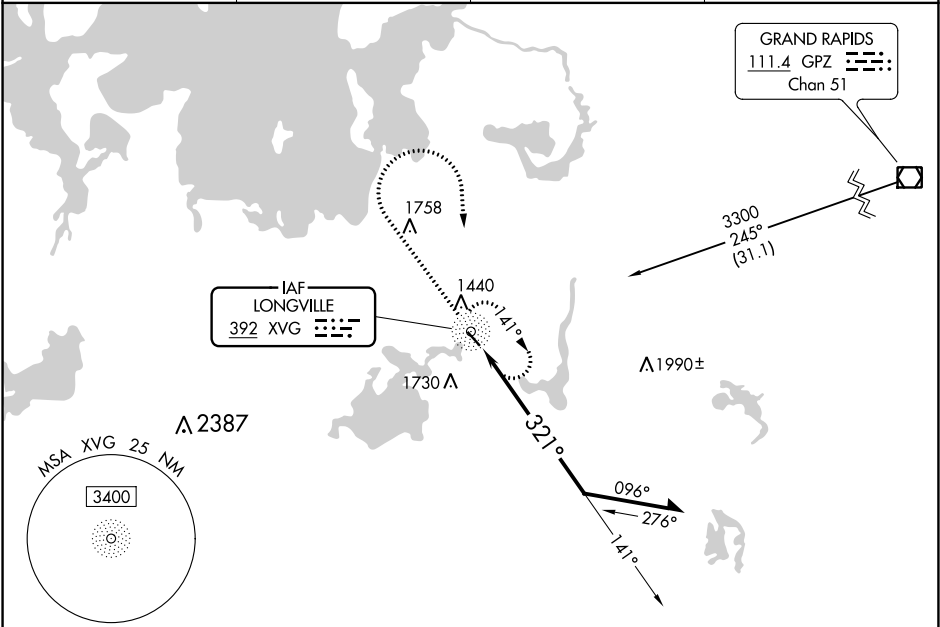 GRAND RAPIDS
111.4 GPZ
Chan 51
3300
245°
(31.1)
1758
1440
IAF
LONGVILLE
392 XVG
141°
1730
1990±
2387
321°
MSA XVG 25 NM
3400
096°
276°
141°